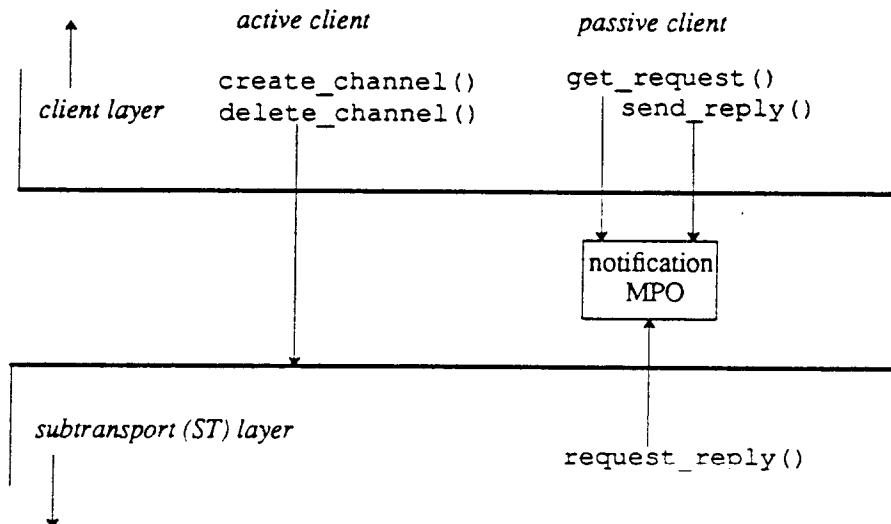 active client
passive client
create_channel()
get_request()
client layer
delete_channel()
send_reply()
notification
MPO
subtransport (ST) layer
request_reply()